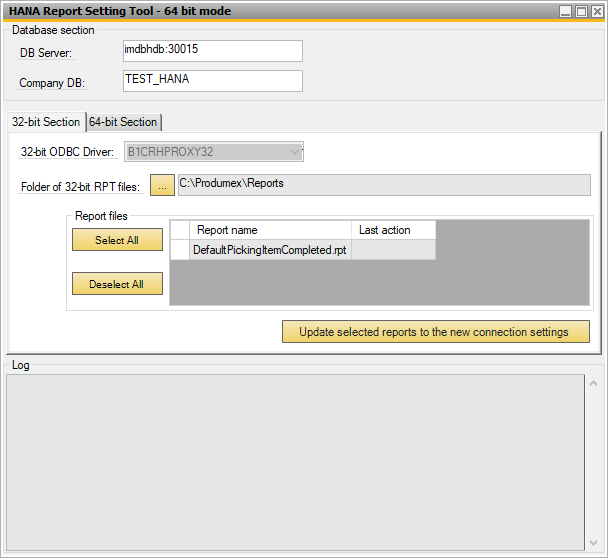 HANA Report Setting Tool - 64 bit mode
Database section
DB Server: imdbhdb:30015
Company DB: TEST_HANA
32-bit Section 64-bit Section
32-bit ODBC Driver: B1CRHPROXY32
Folder of 32-bit RPT files: ... C:\Produmex\Reports
Report files
Select All
Report name Last action
DefaultPickingItemCompleted.rpt
Deselect All
Update selected reports to the new connection settings
Log